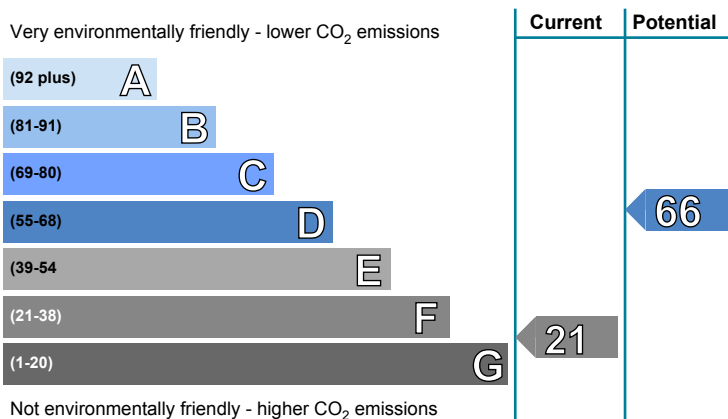 Current Potential
Very environmentally friendly - lower CO₂ emissions
(92 plus) A
(81-91) B
(69-80) C
(55-68) D
66
(39-54 E
(21-38) F
21
(1-20) G
Not environmentally friendly - higher CO₂ emissions